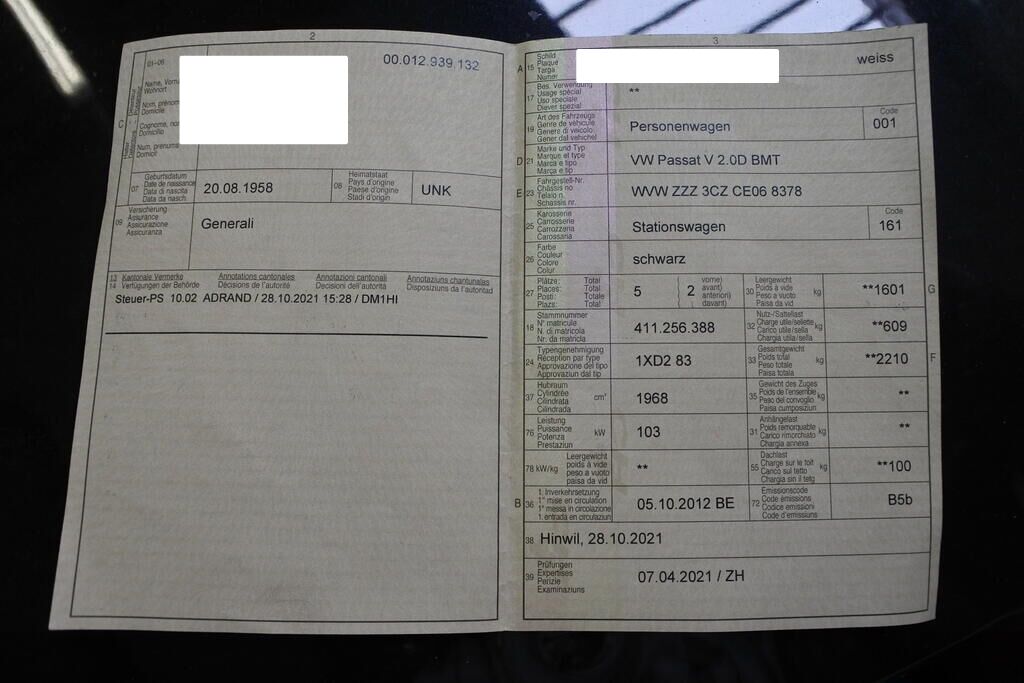 2
01-06
00.012.939.132
C
Name, Vorna
Wohnort
Nom, prénom
Domicile
Cognome, no
Domicilio
Num, prenum
Domicil
07
Geburtsdatum
Date de naissance
Data di nascita
Data da nasch.
20.08.1958
08
Heimatstaat
Pays d'origine
Paese d'origine
Stadi d'origin
UNK
09
Versicherung
Assurance
Assicurazione
Assicuranza
Generali
13 Kantonale Vermerke Annotations cantonales Annotazioni cantonali Annotaziuns chantunalas
14 Verfügungen der Behörde Décisions de l'autorité Decisioni dell'autorità Disposiziuns da l'autoritad
Steuer-PS 10.02 ADRAND / 28.10.2021 15:28 / DM1HI
3
A 15
Schild
Plaque
Targa
Numer
weiss
17
Bes. Verwendung
Usage spécial
Uso speciale
Diever spezial
**
19
Art des Fahrzeugs
Genre de véhicule
Genere di veicolo
Gener dal vehichel
Personenwagen
Code
001
D 21
Marke und Typ
Marque et type
Marca e tipo
Marca e tip
VW Passat V 2.0D BMT
E 23
Fahrgestell-Nr.
Châssis no
Telaio n.
Schassis nr.
WVW ZZZ 3CZ CE06 8378
25
Karosserie
Carrosserie
Carrozzeria
Carossaria
Stationswagen
Code
161
26
Farbe
Couleur
Colore
Colur
schwarz
27
Plätze: Total
Places: Total
Posti: Totale
Plazs: Total
5
2
vorne)
avant)
anteriori)
davant)
30
Leergewicht
Poids à vide
Peso a vuoto
Paisa da vid
kg
**1601
G
18
Stammnummer
N° matricule
N. di matricola
Nr. da matricla
411.256.388
32
Nutz-/Sattellast
Charge utile/sellette
Carico utile/sella
Chargia utila/sella
kg
**609
24
Typengenehmigung
Réception par type
Approvazione del tipo
Approvaziun dal tip
1XD2 83
33
Gesamtgewicht
Poids total
Peso totale
Paisa totala
kg
**2210
F
37
Hubraum
Cylindrée
Cilindrata
Cilindrada
cm³
1968
35
Gewicht des Zuges
Poids de l'ensemble
Peso del convoglio
Paisa cumposiziun
kg
**
76
Leistung
Puissance
Potenza
Prestaziun
kW
103
31
Anhängelast
Poids remorquable
Carico rimorchiato
Chargia annexa
kg
**
78 kW/kg
Leergewicht
poids à vide
peso a vuoto
paisa da vid
**
55
Dachlast
Charge sur le toit
Carico sul tetto
Chargia sin il tetg
kg
**100
B 36
1. Inverkehrsetzung
1re mise en circulation
1a messa in circolazione
1. entrada en circulaziun
05.10.2012 BE
72
Emissionscode
Code émissions
Codice emissioni
Code d'emissiuns
B5b
38 Hinwil, 28.10.2021
39
Prüfungen
Expertises
Perizie
Examinaziuns
07.04.2021 / ZH